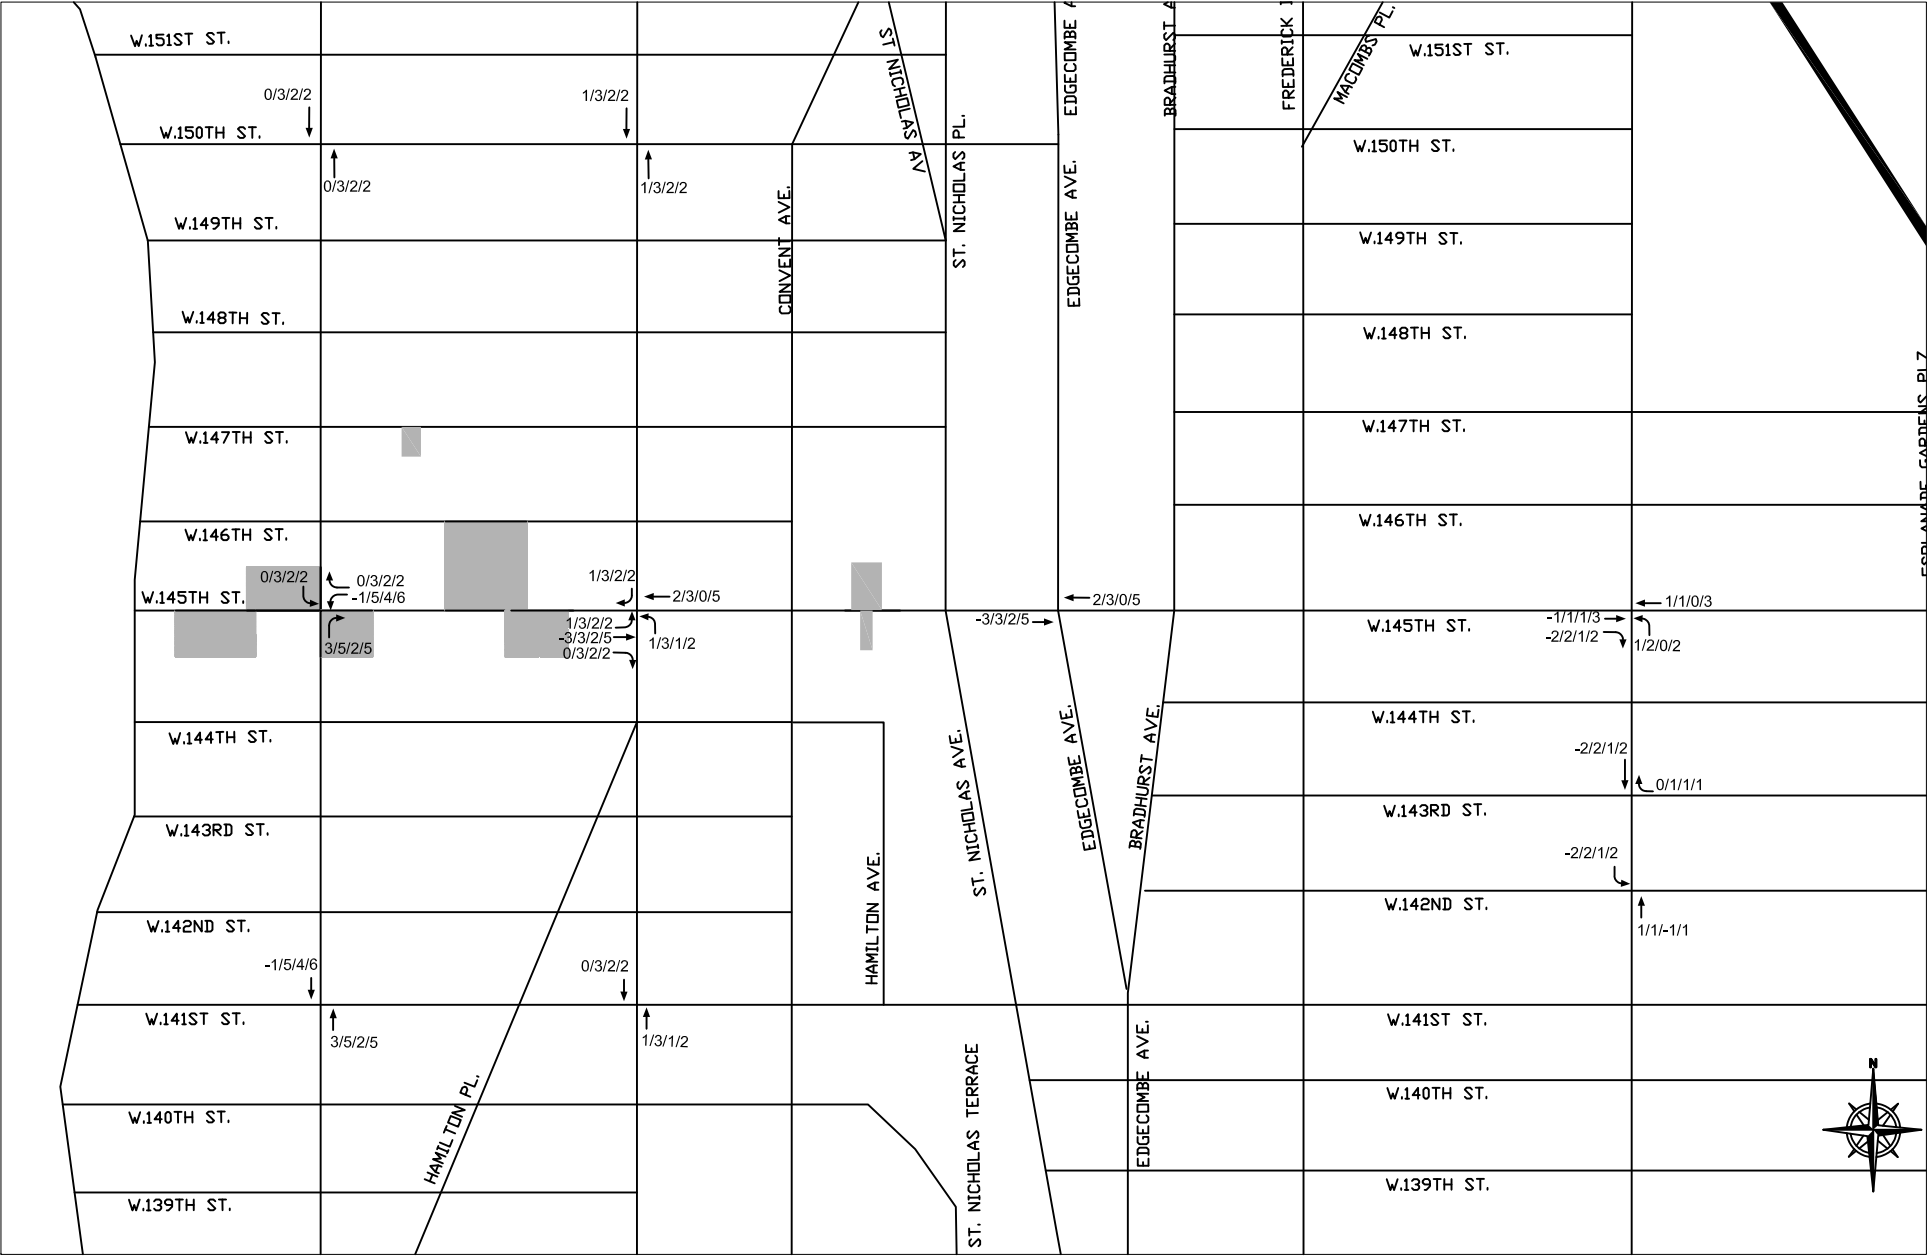 W.151ST ST.
ST NICHOLAS AV
EDGECOMBE A
BRADHURST A
FREDERICK
MACOMBS PL.
W.151ST ST.
0/3/2/2
1/3/2/2
W.150TH ST.
0/3/2/2
1/3/2/2
ST. NICHOLAS PL.
EDGECOMBE AVE.
W.150TH ST.
W.149TH ST.
CONVENT AVE.
W.149TH ST.
W.148TH ST.
W.148TH ST.
W.147TH ST.
W.147TH ST.
ESPLANADE GARDENS PLZ
W.146TH ST.
W.146TH ST.
0/3/2/2
0/3/2/2
-1/5/4/6
1/3/2/2
2/3/0/5
2/3/0/5
1/1/0/3
W.145TH ST.
3/5/2/5
1/3/2/2
-3/3/2/5
0/3/2/2
1/3/1/2
-3/3/2/5
W.145TH ST.
-1/1/1/3
-2/2/1/2
1/2/0/2
W.144TH ST.
ST. NICHOLAS AVE.
EDGECOMBE AVE.
BRADHURST AVE.
W.144TH ST.
-2/2/1/2
0/1/1/1
W.143RD ST.
W.143RD ST.
HAMILTON AVE.
-2/2/1/2
W.142ND ST.
W.142ND ST.
1/1/-1/1
-1/5/4/6
0/3/2/2
W.141ST ST.
3/5/2/5
1/3/1/2
W.141ST ST.
HAMILTON PL.
ST. NICHOLAS TERRACE
EDGECOMBE AVE.
N
W.140TH ST.
W.140TH ST.
W.139TH ST.
W.139TH ST.